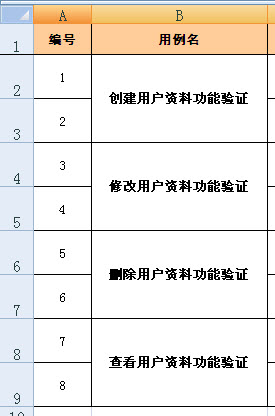 A B
1 编号 用例名
2 1 创建用户资料功能验证
3 2
4 3 修改用户资料功能验证
5 4
6 5 删除用户资料功能验证
7 6
8 7 查看用户资料功能验证
9 8